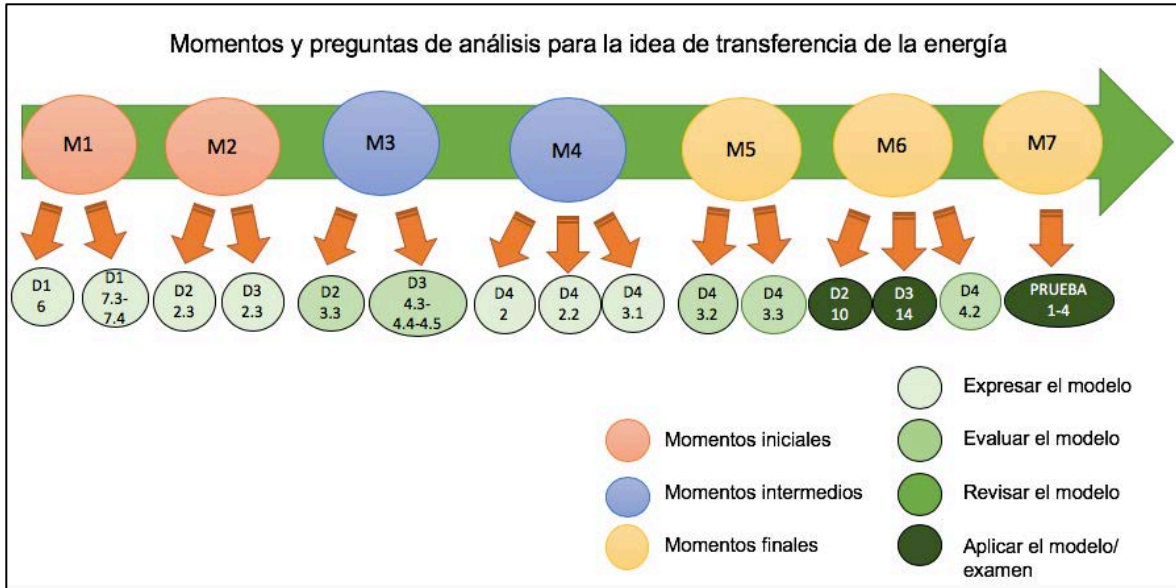 Momentos y preguntas de análisis para la idea de transferencia de la energía
M1
M2
M3
M4
M5
M6
M7
D1
6
D1
7.3-
7.4
D2
2.3
D3
2.3
D2
3.3
D3
4.3-
4.4-4.5
D4
2
D4
2.2
D4
3.1
D4
3.2
D4
3.3
D2
10
D3
14
D4
4.2
PRUEBA
1-4
Momentos iniciales
Momentos intermedios
Momentos finales
Expresar el modelo
Evaluar el modelo
Revisar el modelo
Aplicar el modelo/
examen